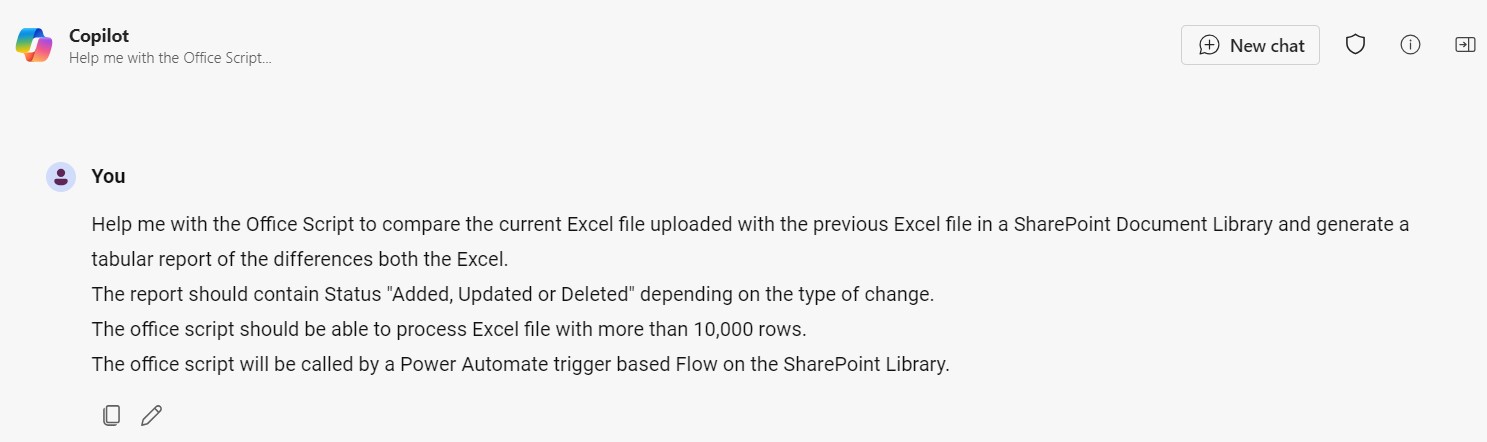 Copilot
Help me with the Office Script...
New chat
You
Help me with the Office Script to compare the current Excel file uploaded with the previous Excel file in a SharePoint Document Library and generate a
tabular report of the differences both the Excel.
The report should contain Status "Added, Updated or Deleted" depending on the type of change.
The office script should be able to process Excel file with more than 10,000 rows.
The office script will be called by a Power Automate trigger based Flow on the SharePoint Library.